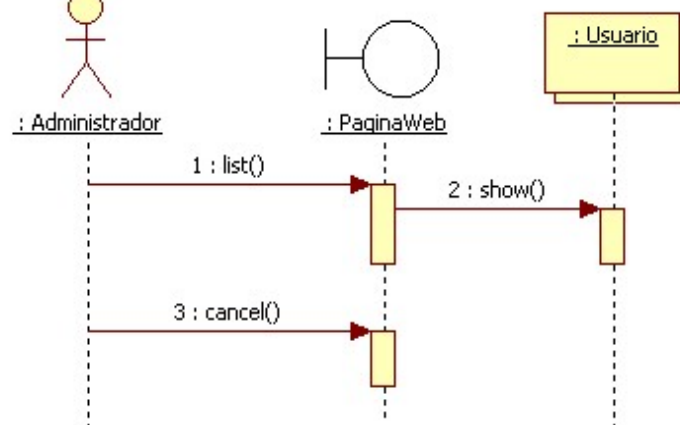 : Usuario
: Administrador
: PaginaWeb
1 : list()
2 : show()
3 : cancel()